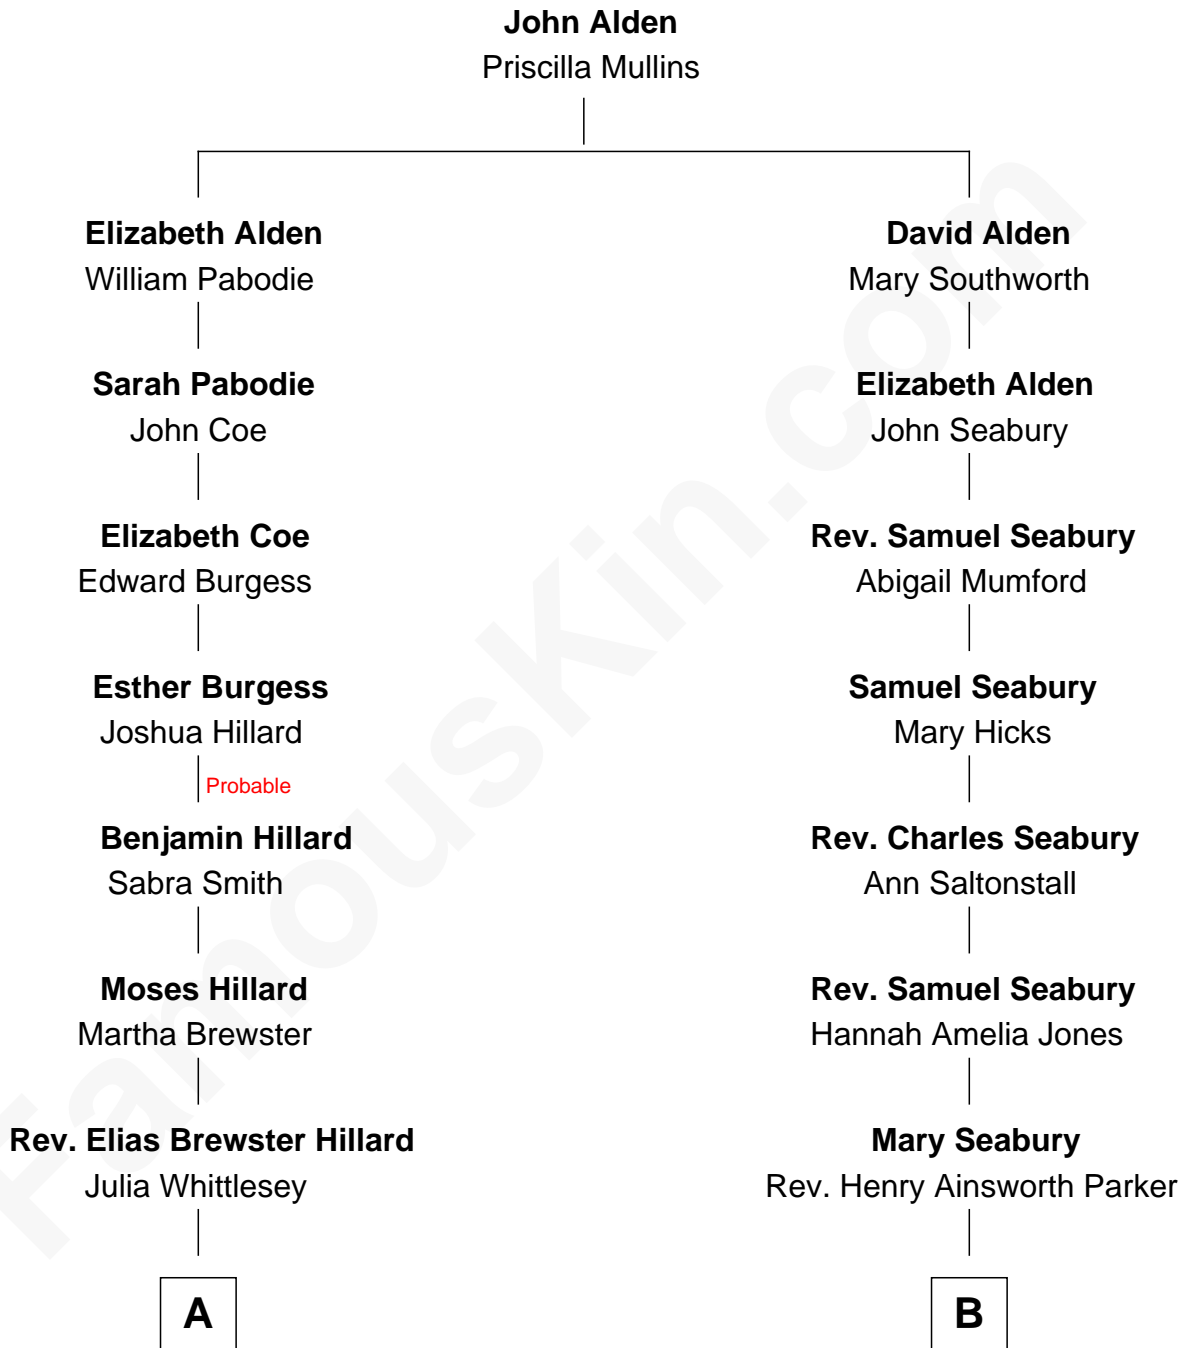 John Alden
Priscilla Mullins
Elizabeth Alden
William Pabodie
Sarah Pabodie
John Coe
Elizabeth Coe
Edward Burgess
Esther Burgess
Joshua Hillard
Probable
Benjamin Hillard
Sabra Smith
Moses Hillard
Martha Brewster
Rev. Elias Brewster Hillard
Julia Whittlesey
A
David Alden
Mary Southworth
Elizabeth Alden
John Seabury
Rev. Samuel Seabury
Abigail Mumford
Samuel Seabury
Mary Hicks
Rev. Charles Seabury
Ann Saltonstall
Rev. Samuel Seabury
Hannah Amelia Jones
Mary Seabury
Rev. Henry Ainsworth Parker
B
FamousKin.com